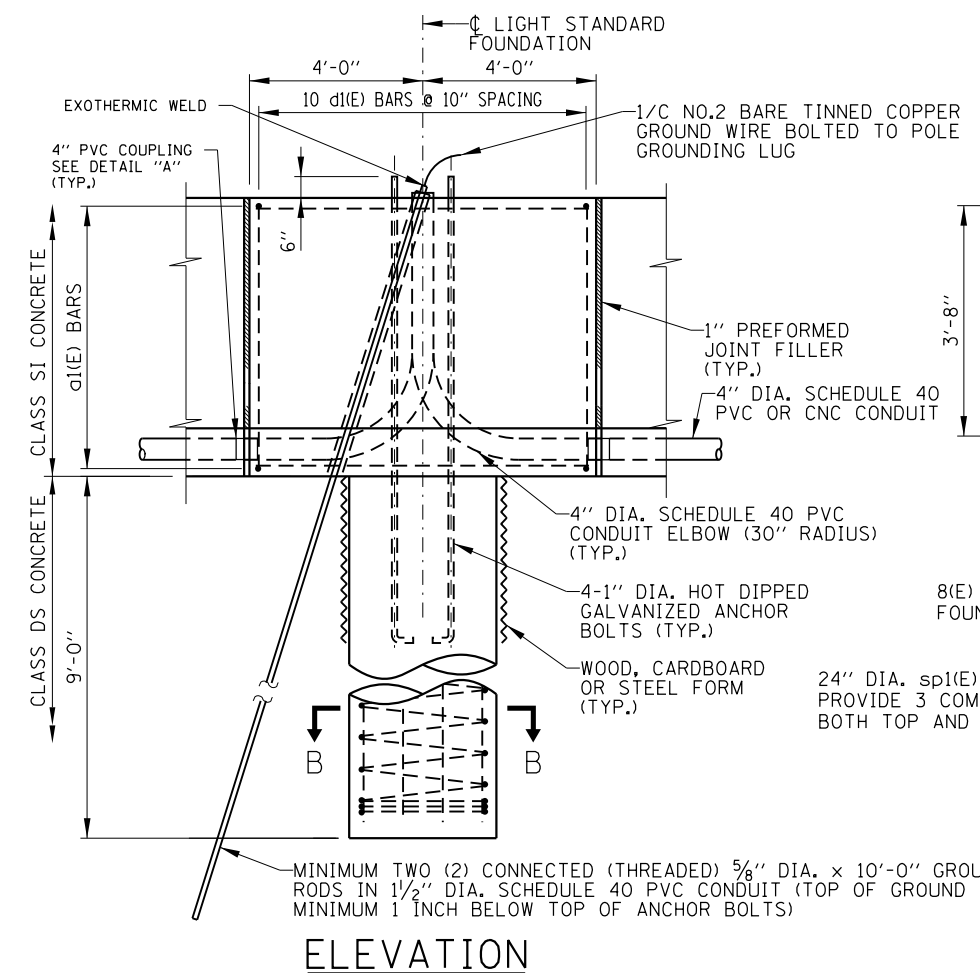 ℄ LIGHT STANDARD
FOUNDATION
4'-0"
4'-0"
10 d1(E) BARS @ 10" SPACING
EXOTHERMIC WELD
1/C NO.2 BARE TINNED COPPER
GROUND WIRE BOLTED TO POLE
GROUNDING LUG
4" PVC COUPLING
SEE DETAIL "A"
(TYP.)
6"
CLASS SI CONCRETE
d1(E) BARS
3'-8"
1" PREFORMED
JOINT FILLER
(TYP.)
4" DIA. SCHEDULE 40
PVC OR CNC CONDUIT
CLASS DS CONCRETE
9'-0"
4" DIA. SCHEDULE 40 PVC
CONDUIT ELBOW (30" RADIUS)
(TYP.)
4-1" DIA. HOT DIPPED
GALVANIZED ANCHOR
BOLTS (TYP.)
8(E)
WOOD, CARDBOARD
OR STEEL FORM
(TYP.)
24" DIA. sp1(E)
PROVIDE 3
BOTH TOP AND
B
B
MINIMUM TWO (2) CONNECTED (THREADED) 5/8" DIA. x 10'-0"
RODS IN 1 1/2" DIA. SCHEDULE 40 PVC CONDUIT (TOP OF GROUND
MINIMUM 1 INCH BELOW TOP OF ANCHOR BOLTS)
ELEVATION